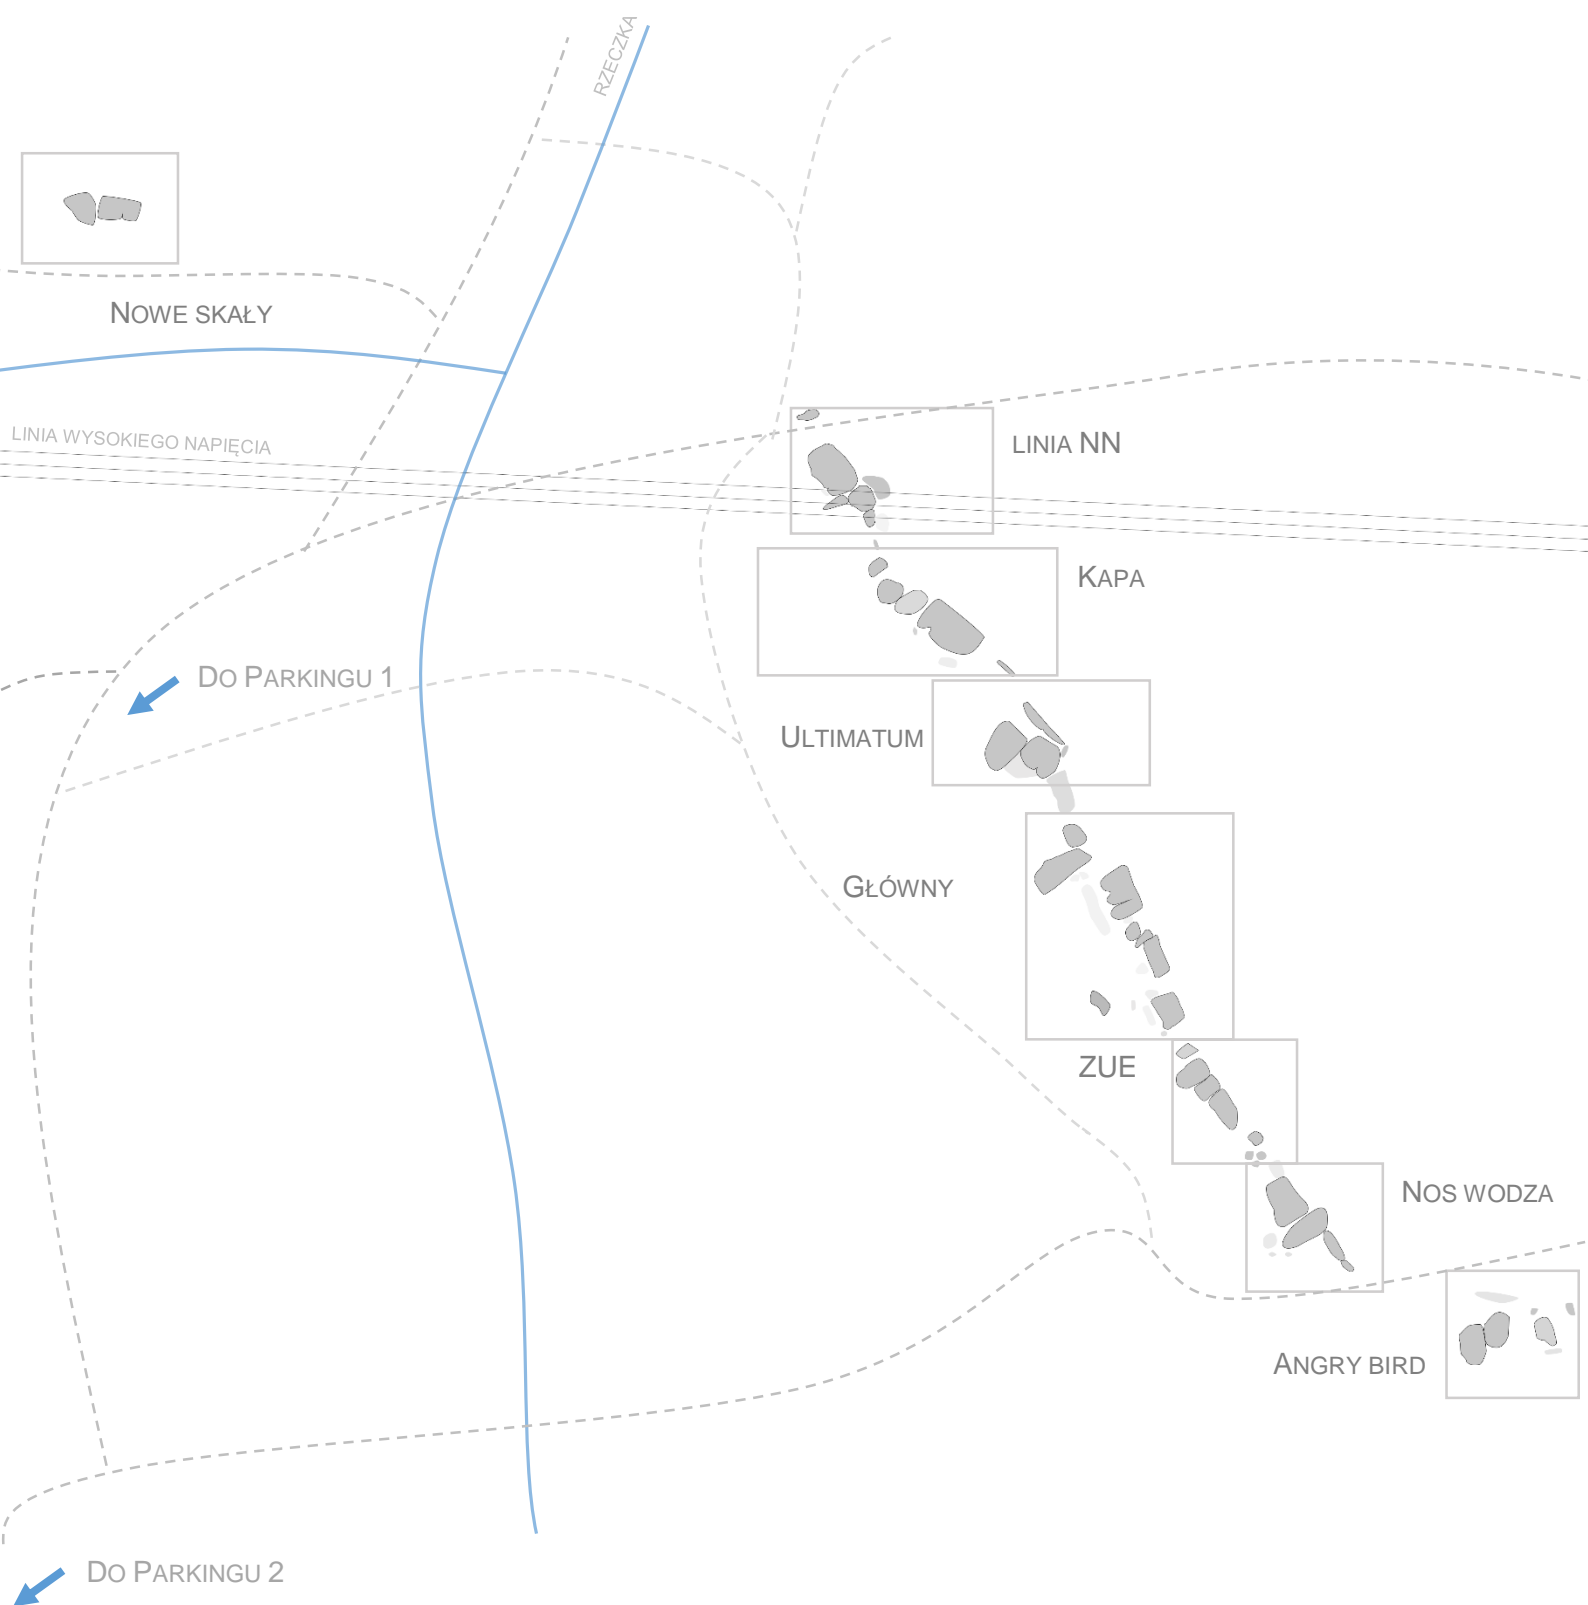 RZECZKA
NOWE SKAŁY
LINIA WYSOKIEGO NAPIĘCIA
LINIA NN
KAPA
DO PARKINGU 1
ULTIMATUM
GŁÓWNY
ZUE
NOS WODZA
ANGRY BIRD
DO PARKINGU 2